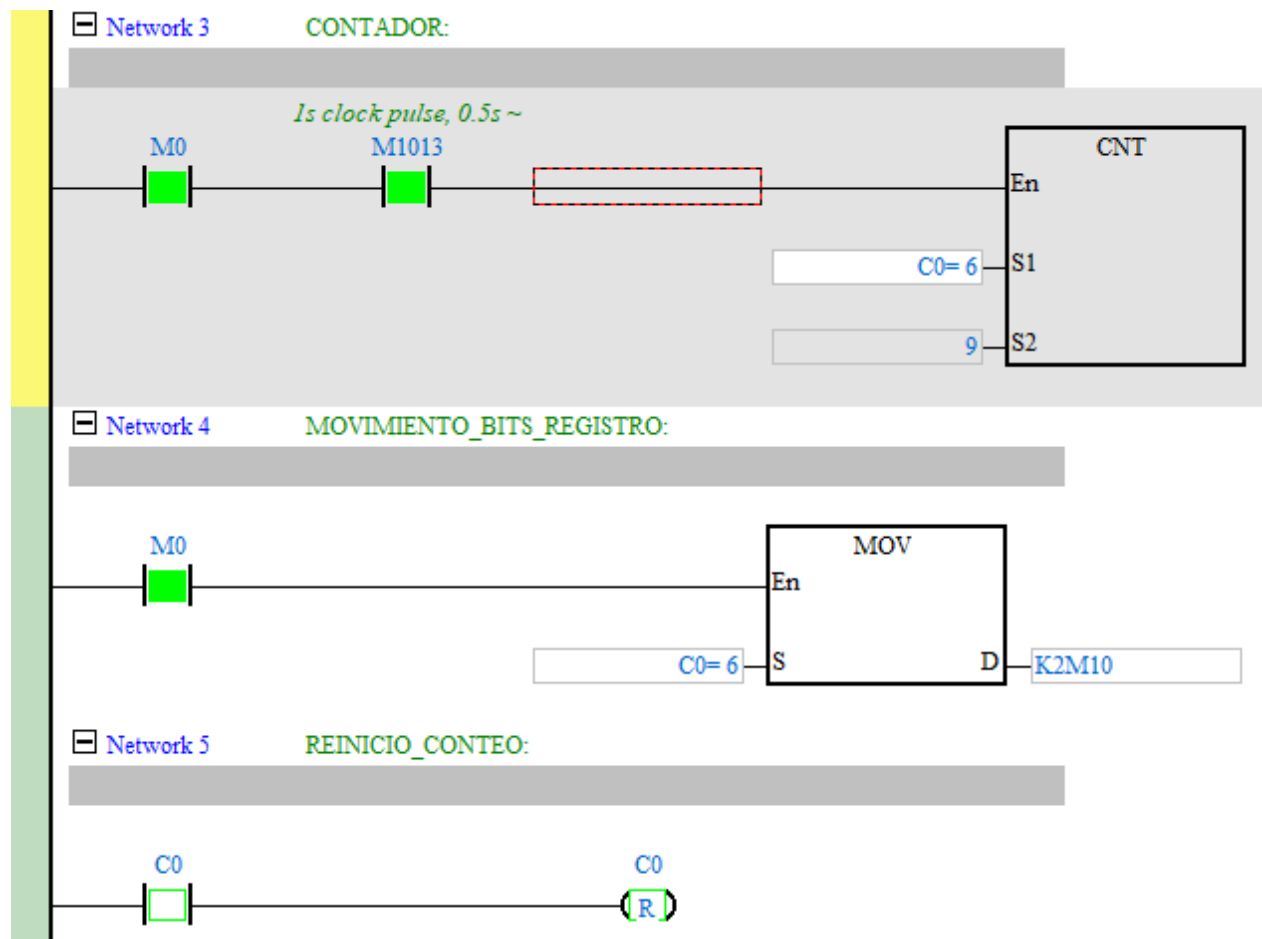 Network 3 CONTADOR:
1s clock pulse, 0.5s ~
M0 M1013 CNT
En
C0= 6 S1
9 S2
Network 4 MOVIMIENTO_BITS_REGISTRO:
M0 MOV
En
C0= 6 S D K2M10
Network 5 REINICIO_CONTEO:
C0 C0
R